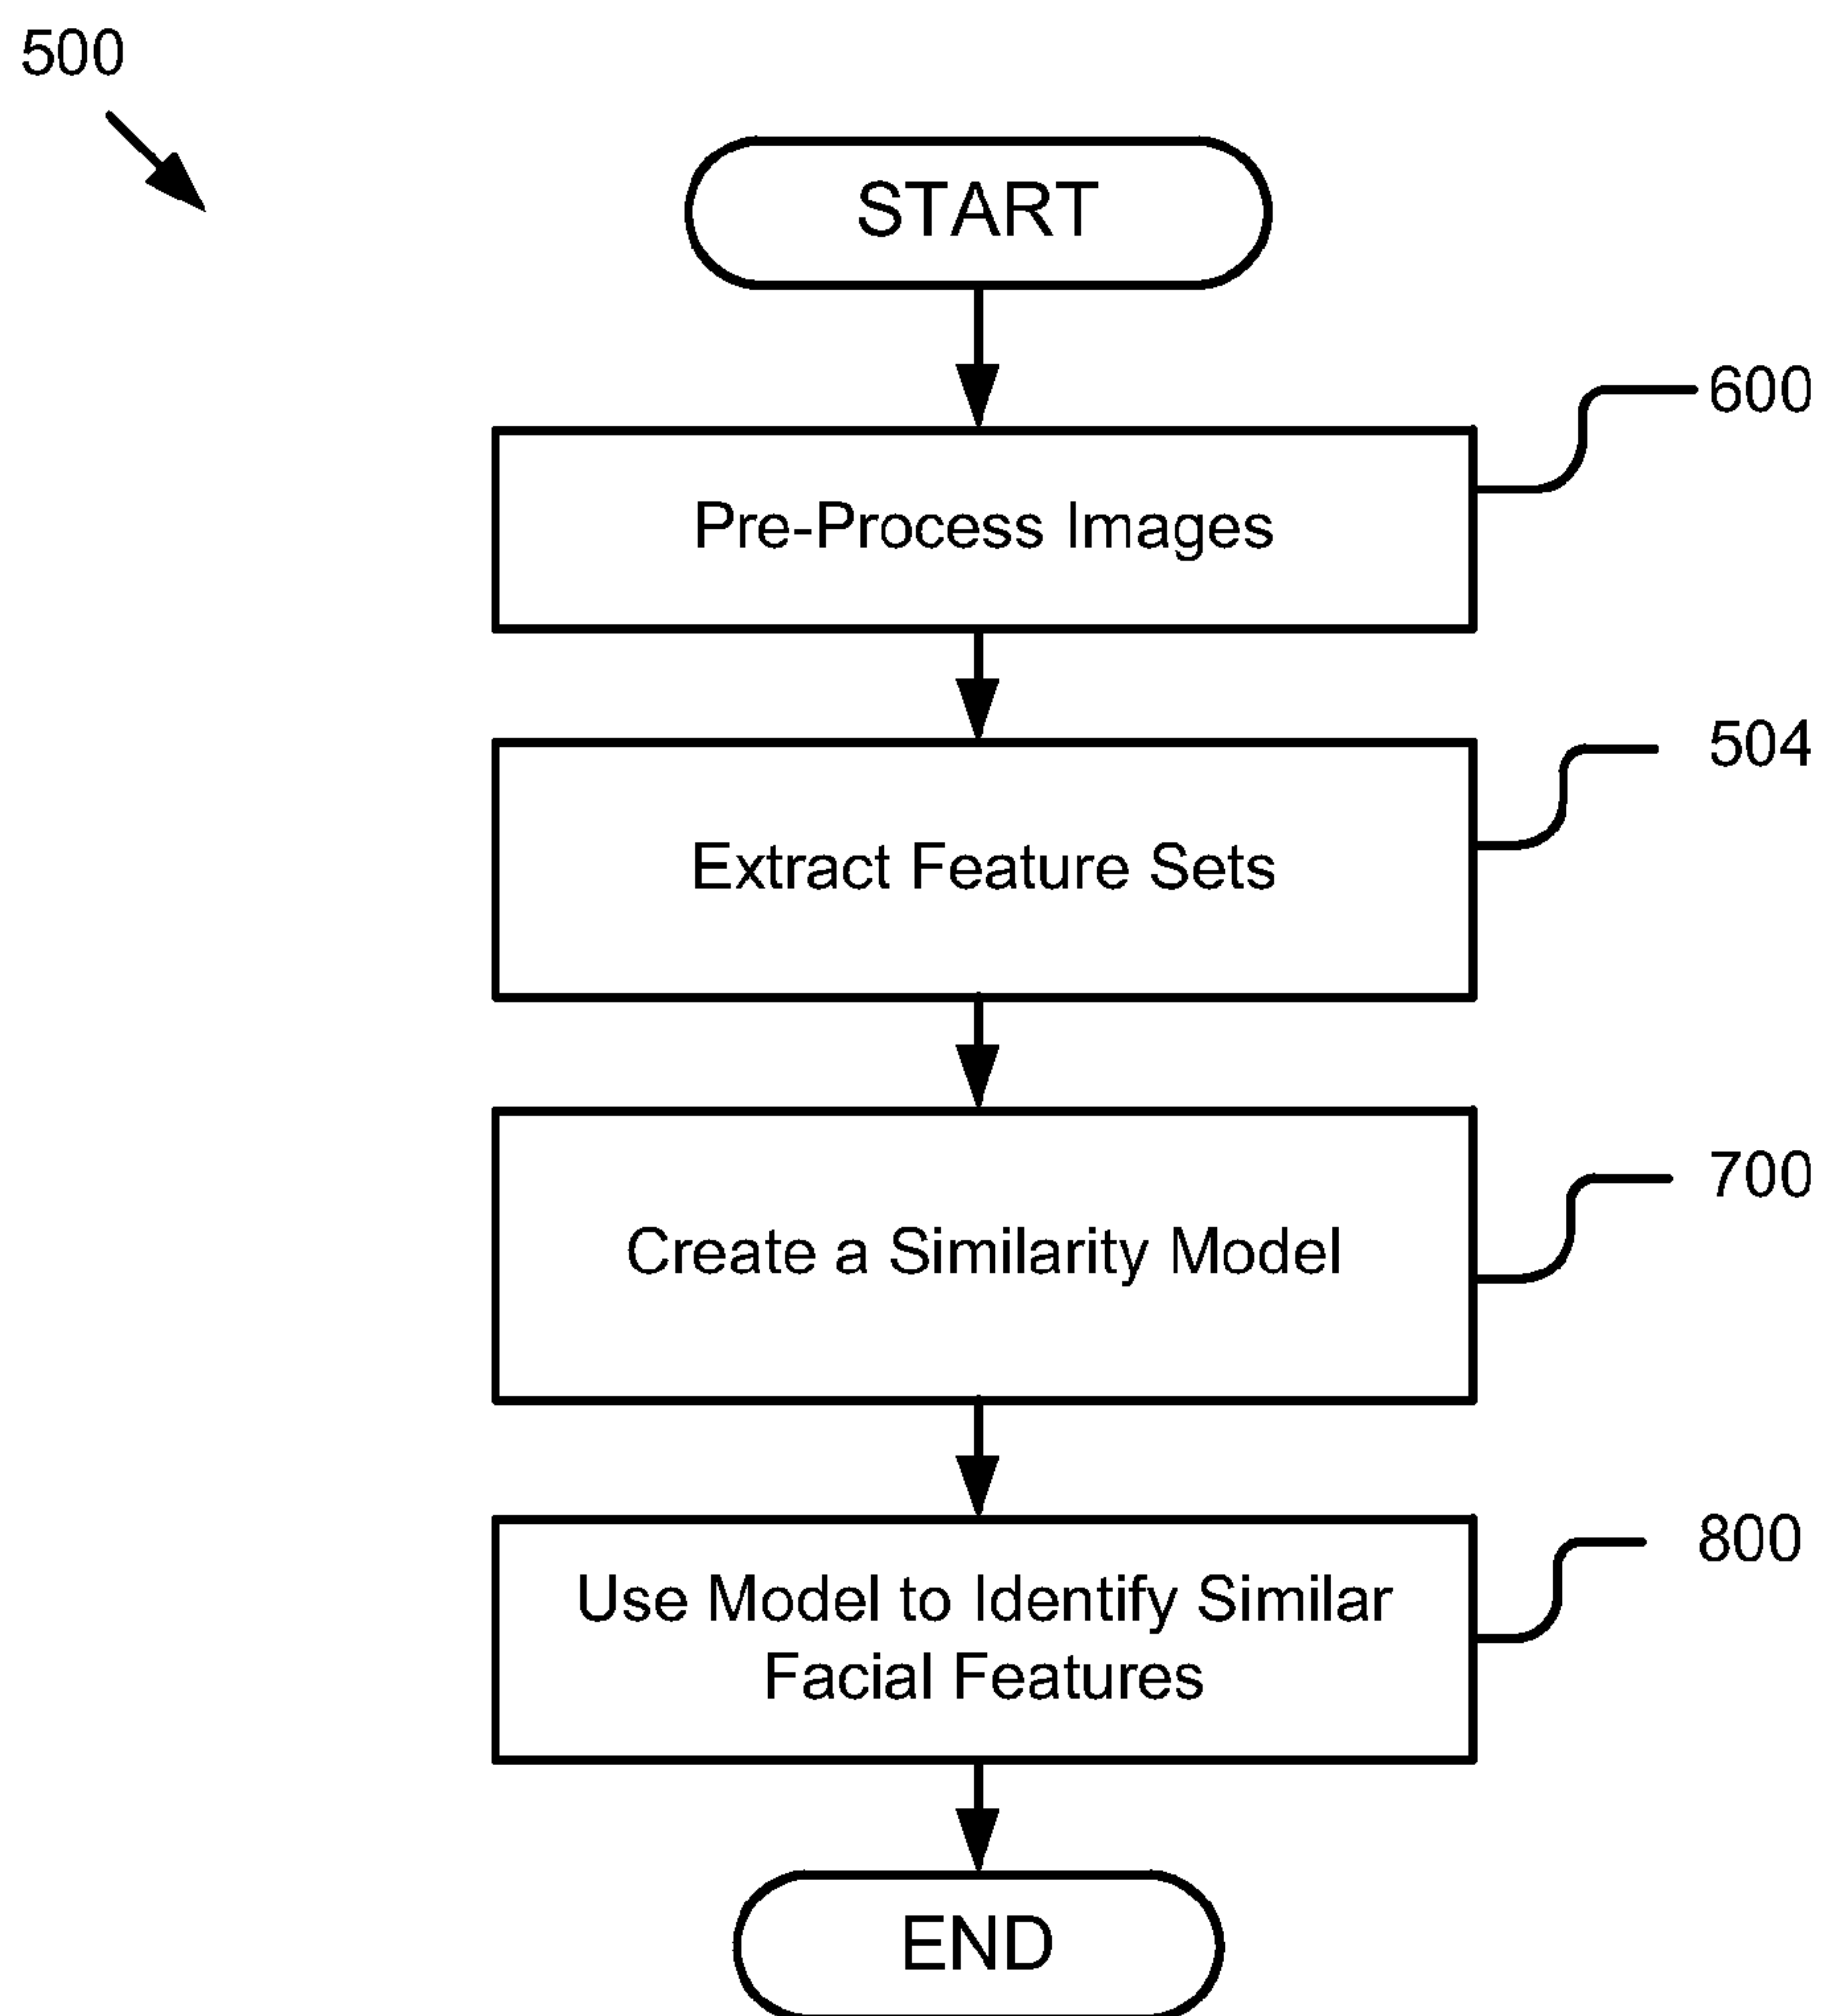 500
START
600
Pre-Process Images
504
Extract Feature Sets
700
Create a Similarity Model
800
Use Model to Identify Similar
Facial Features
END